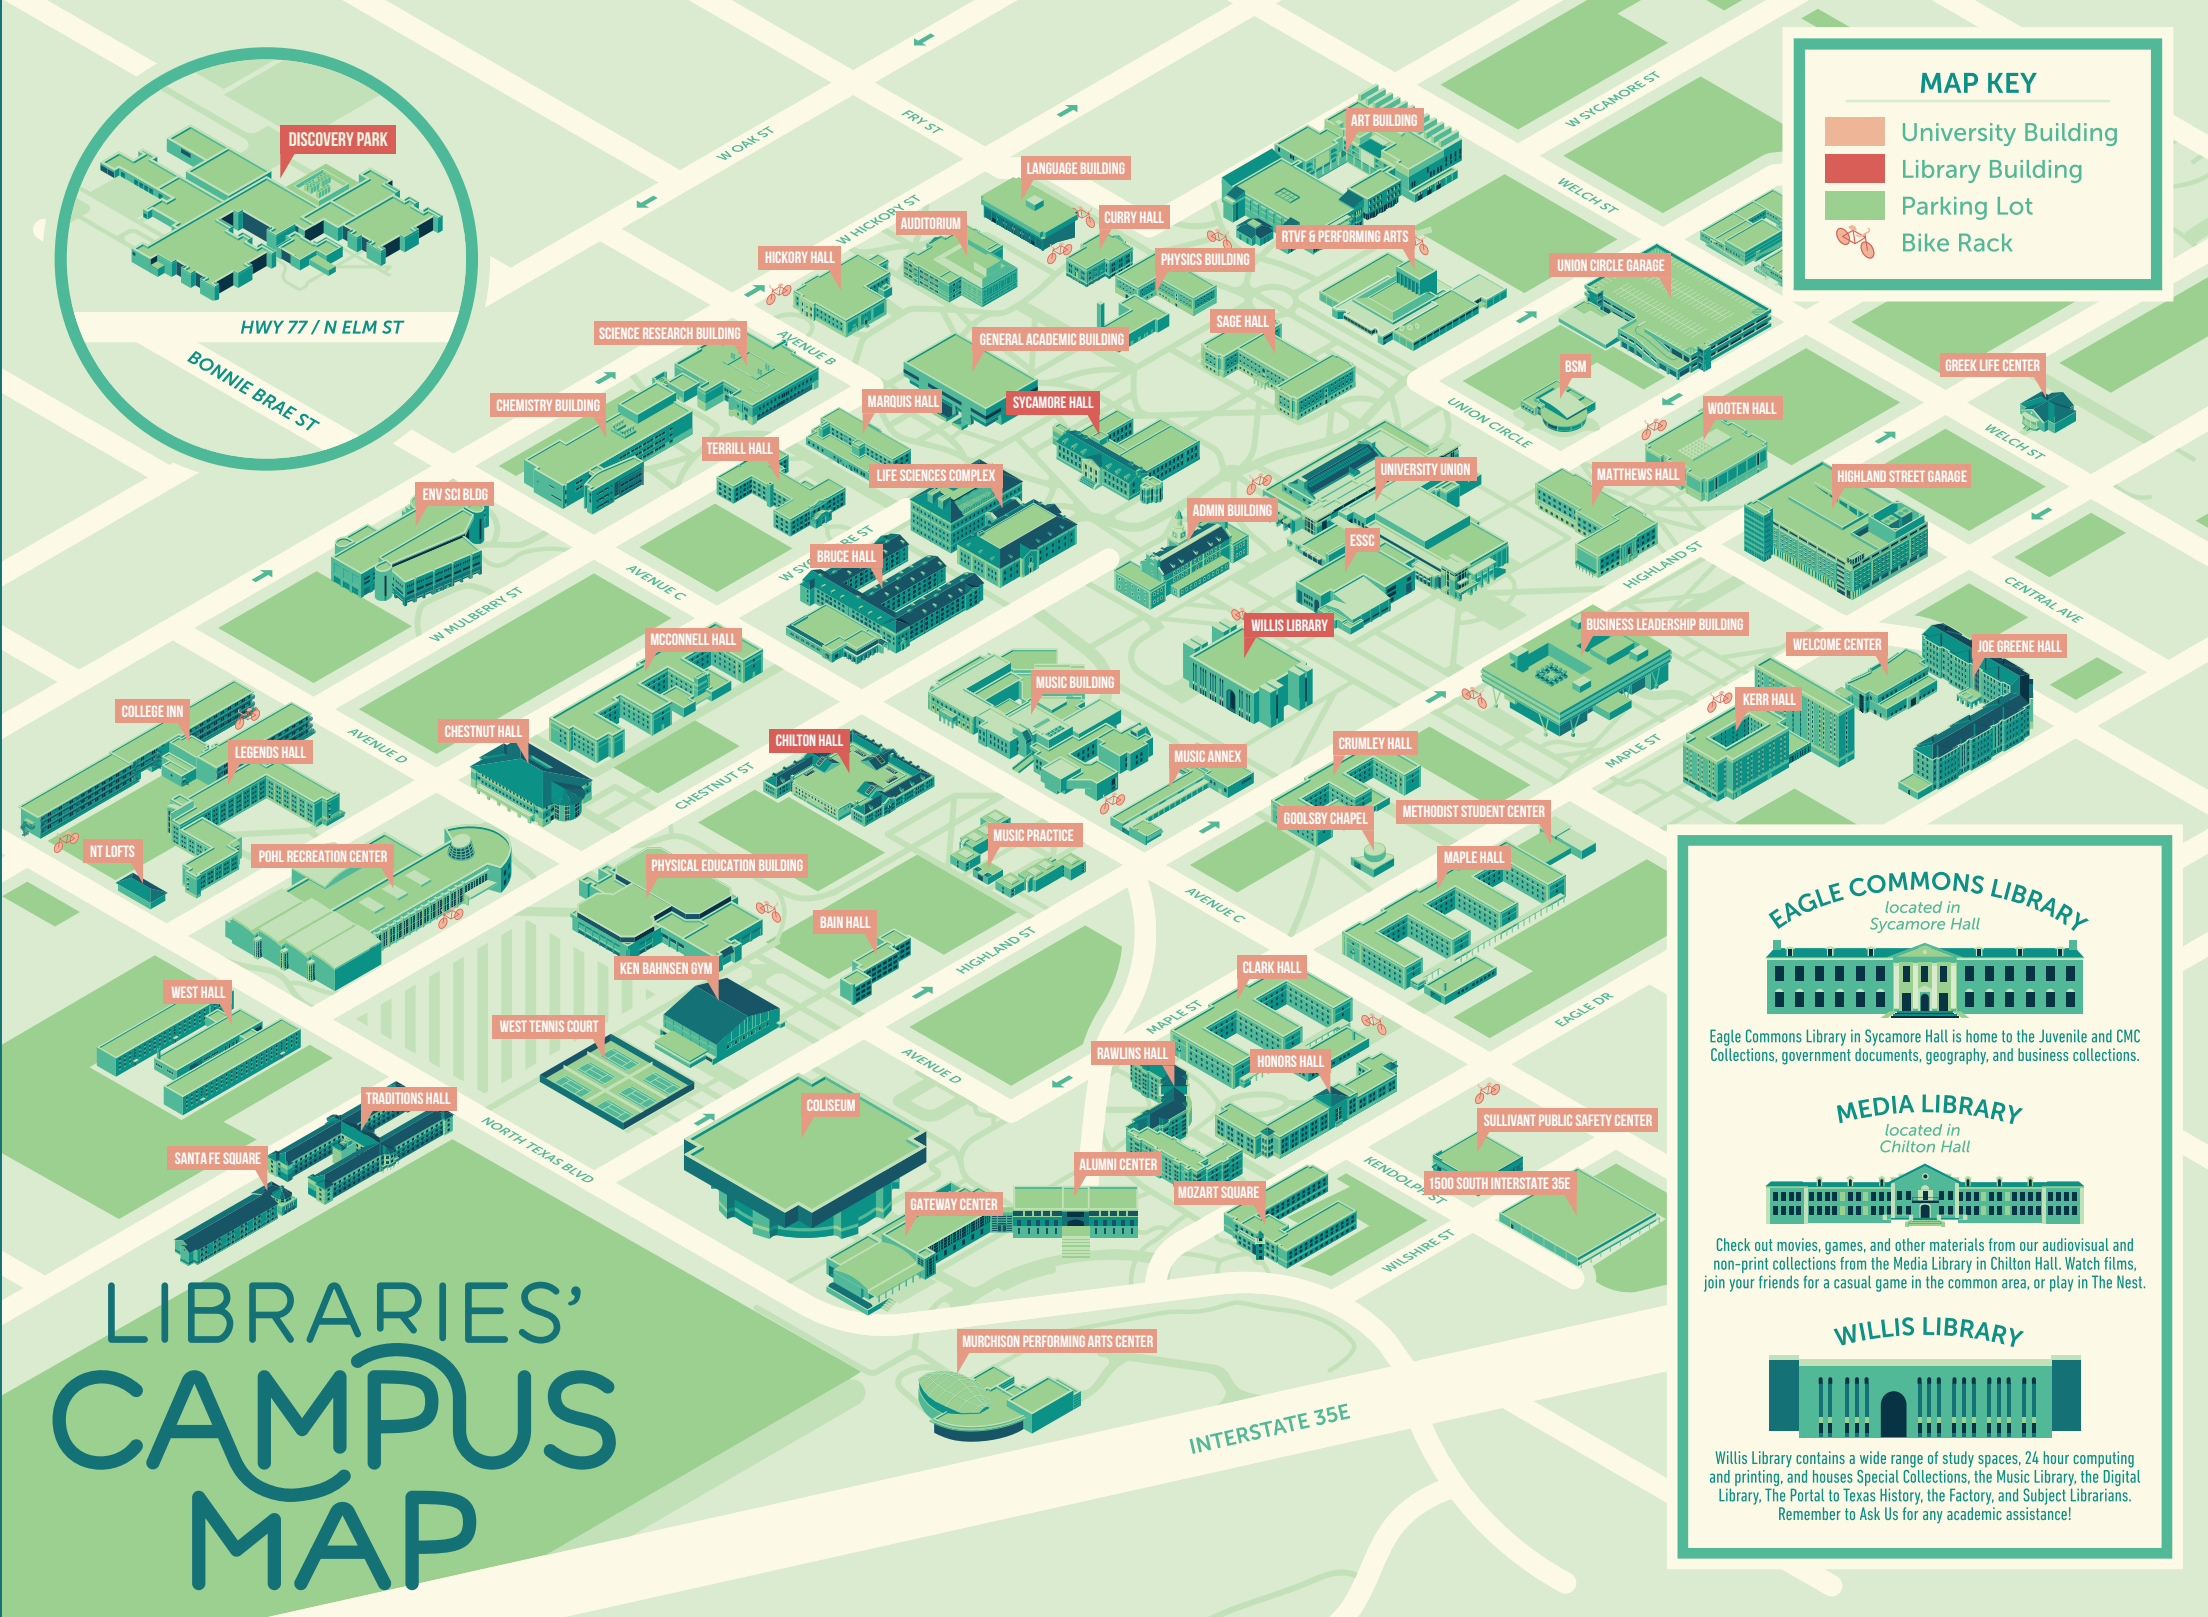 DISCOVERY PARK
HWY 77 / N ELM ST
BONNIE BRAE ST
MAP KEY
University Building
Library Building
Parking Lot
Bike Rack
W OAK ST
FRY ST
W SYCAMORE ST
ART BUILDING
LANGUAGE BUILDING
WELCH ST
W HICKORY ST
AUDITORIUM
CURRY HALL
RTVF & PERFORMING ARTS
HICKORY HALL
PHYSICS BUILDING
UNION CIRCLE GARAGE
SCIENCE RESEARCH BUILDING
AVENUE B
GENERAL ACADEMIC BUILDING
SAGE HALL
BSM
GREEK LIFE CENTER
CHEMISTRY BUILDING
MARQUIS HALL
SYCAMORE HALL
UNION CIRCLE
WOOTEN HALL
WELCH ST
TERRILL HALL
LIFE SCIENCES COMPLEX
UNIVERSITY UNION
MATTHEWS HALL
HIGHLAND STREET GARAGE
ENV SCI BLDG
ADMIN BUILDING
ESSC
BRUCE HALL
HIGHLAND ST
W MULBERRY ST
AVENUE C
CENTRAL AVE
MCCONNELL HALL
WILLIS LIBRARY
BUSINESS LEADERSHIP BUILDING
WELCOME CENTER
JOE GREENE HALL
MUSIC BUILDING
KERR HALL
COLLEGE INN
LEGENDS HALL
AVENUE D
CHESTNUT HALL
CHILTON HALL
CHESTNUT ST
MUSIC ANNEX
CRUMLEY HALL
MAPLE ST
GOOLSBY CHAPEL
METHODIST STUDENT CENTER
NT LOFTS
POHL RECREATION CENTER
PHYSICAL EDUCATION BUILDING
MUSIC PRACTICE
MAPLE HALL
AVENUE C
BAIN HALL
HIGHLAND ST
KEN BAHNSEN GYM
CLARK HALL
WEST HALL
WEST TENNIS COURT
MAPLE ST
EAGLE DR
RAWLINS HALL
HONORS HALL
AVENUE D
TRADITIONS HALL
COLISEUM
NORTH TEXAS BLVD
SULLIVANT PUBLIC SAFETY CENTER
SANTA FE SQUARE
ALUMNI CENTER
KENDOLPH ST
1500 SOUTH INTERSTATE 35E
GATEWAY CENTER
MOZART SQUARE
WILSHIRE ST
MURCHISON PERFORMING ARTS CENTER
INTERSTATE 35E
LIBRARIES'
CAMPUS
MAP
EAGLE COMMONS LIBRARY
located in
Sycamore Hall
Eagle Commons Library in Sycamore Hall is home to the Juvenile and CMC
Collections, government documents, geography, and business collections.
MEDIA LIBRARY
located in
Chilton Hall
Check out movies, games, and other materials from our audiovisual and
non-print collections from the Media Library in Chilton Hall. Watch films,
join your friends for a casual game in the common area, or play in The Nest.
WILLIS LIBRARY
Willis Library contains a wide range of study spaces, 24 hour computing
and printing, and houses Special Collections, the Music Library, the Digital
Library, The Portal to Texas History, the Factory, and Subject Librarians.
Remember to Ask Us for any academic assistance!